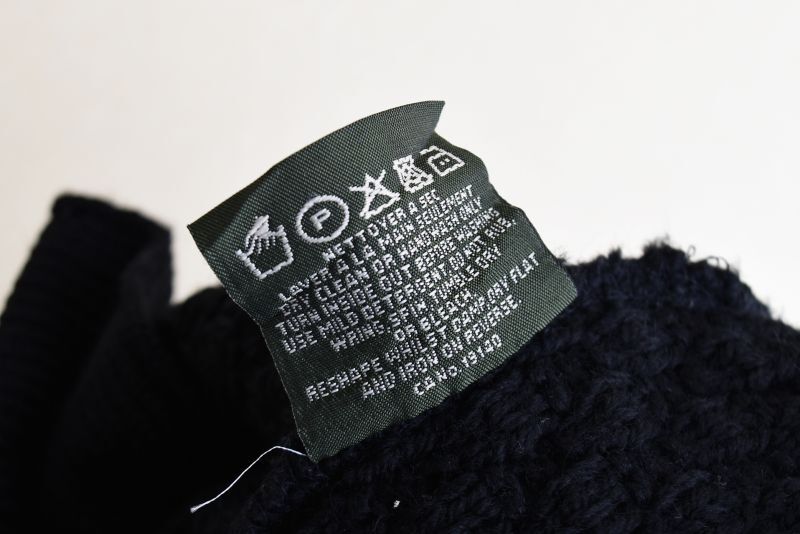 P
NETTOYER A SEC
LAVER A LA MAIN SEULEMENT
DRY CLEAN OR HAND WASH ONLY
TURN INSIDE OUT BEFORE WASHING.
USE MILD DETERGENT. DO NOT RUB,
WRING, SPIN, TUMBLE DRY
OR BLEACH
RESHAPE WHILST DAMP. DRY FLAT
AND IRON ON REVERSE.
CA No. 19140